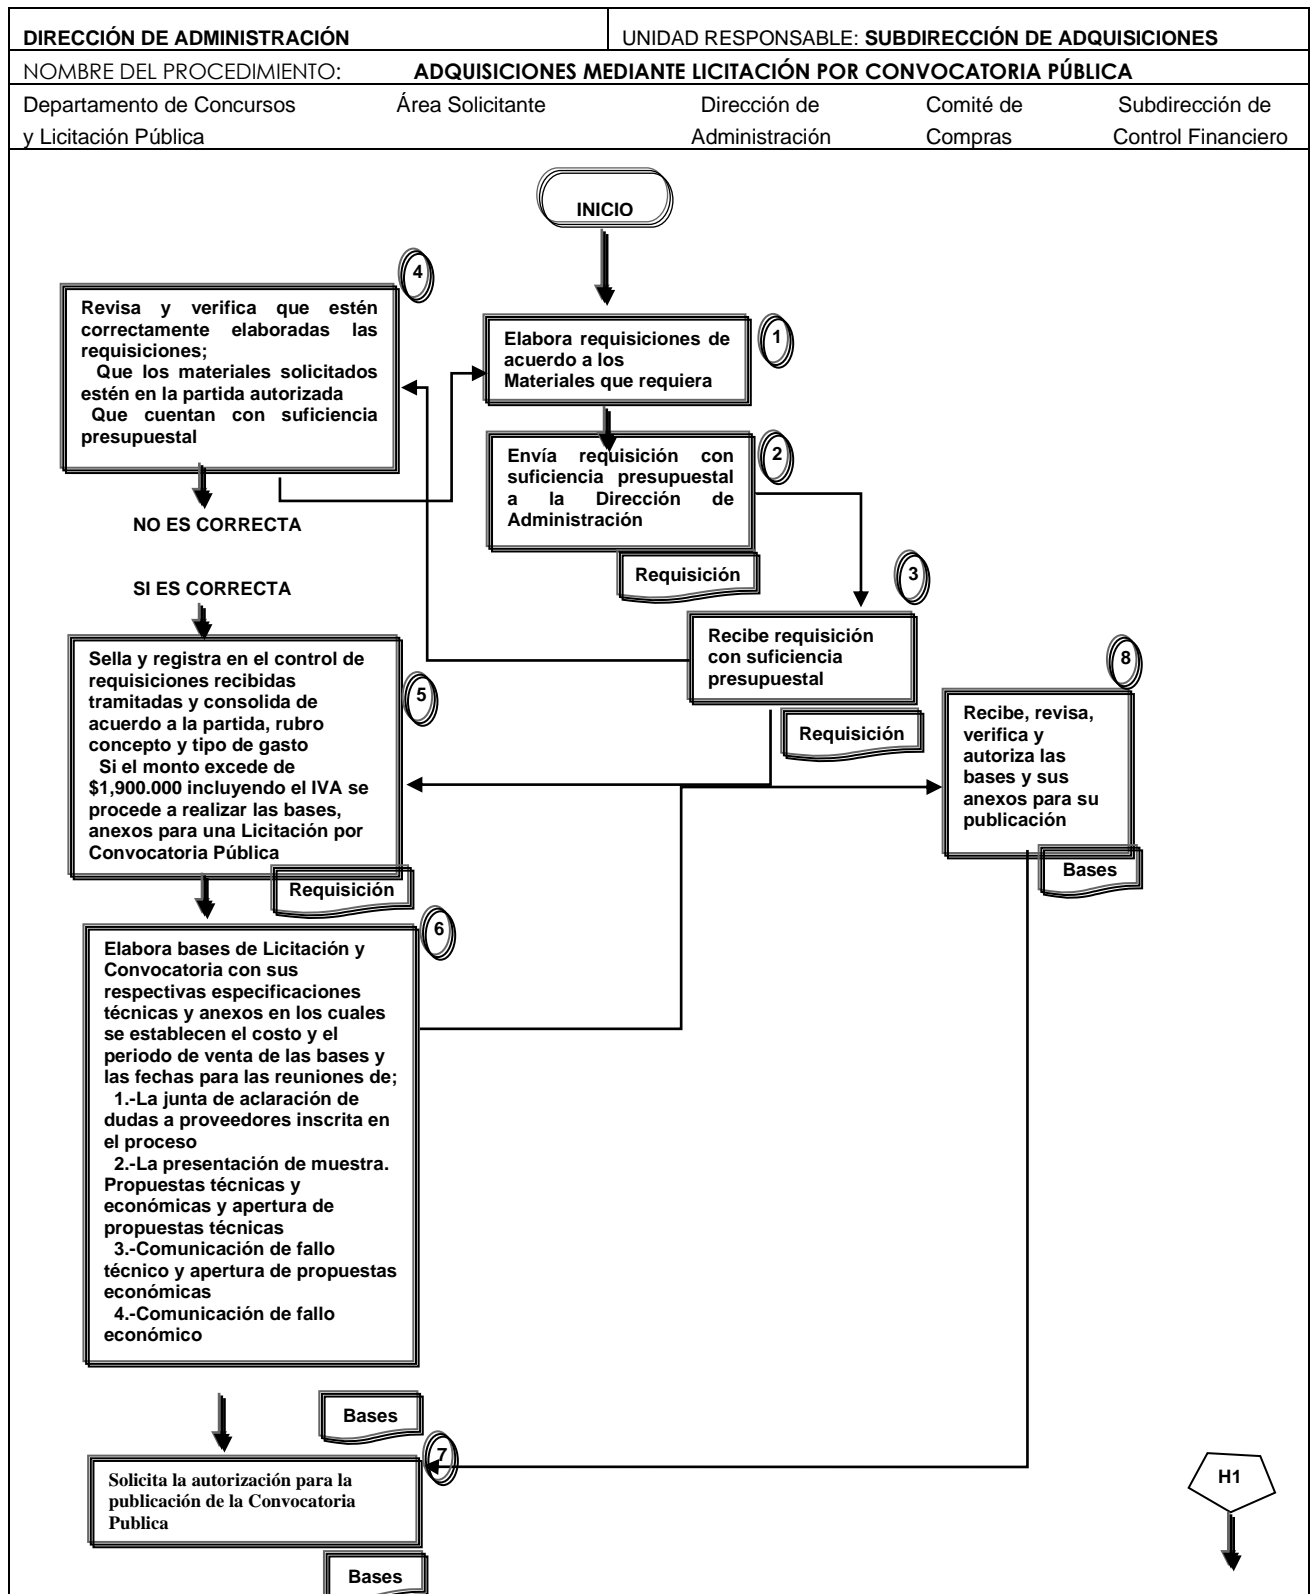 DIRECCIÓN DE ADMINISTRACIÓN
UNIDAD RESPONSABLE: SUBDIRECCIÓN DE ADQUISICIONES
NOMBRE DEL PROCEDIMIENTO: ADQUISICIONES MEDIANTE LICITACIÓN POR CONVOCATORIA PÚBLICA
Departamento de Concursos
y Licitación Pública
Área Solicitante
Dirección de
Administración
Comité de
Compras
Subdirección de
Control Financiero
INICIO
4
Revisa y verifica que estén
correctamente elaboradas las
requisiciones;
Que los materiales solicitados
estén en la partida autorizada
Que cuentan con suficiencia
presupuestal
1
Elabora requisiciones de
acuerdo a los
Materiales que requiera
2
Envía requisición con
suficiencia presupuestal
a la Dirección de
Administración
Requisición
NO ES CORRECTA
SI ES CORRECTA
3
Recibe requisición
con suficiencia
presupuestal
Requisición
5
Sella y registra en el control de
requisiciones recibidas
tramitadas y consolida de
acuerdo a la partida, rubro
concepto y tipo de gasto
Si el monto excede de
$1,900.000 incluyendo el IVA se
procede a realizar las bases,
anexos para una Licitación por
Convocatoria Pública
Requisición
8
Recibe, revisa,
verifica y
autoriza las
bases y sus
anexos para su
publicación
Bases
6
Elabora bases de Licitación y
Convocatoria con sus
respectivas especificaciones
técnicas y anexos en los cuales
se establecen el costo y el
periodo de venta de las bases y
las fechas para las reuniones de;
1.-La junta de aclaración de
dudas a proveedores inscrita en
el proceso
2.-La presentación de muestra.
Propuestas técnicas y
económicas y apertura de
propuestas técnicas
3.-Comunicación de fallo
técnico y apertura de propuestas
económicas
4.-Comunicación de fallo
económico
Bases
7
Solicita la autorización para la
publicación de la Convocatoria
Publica
Bases
H1